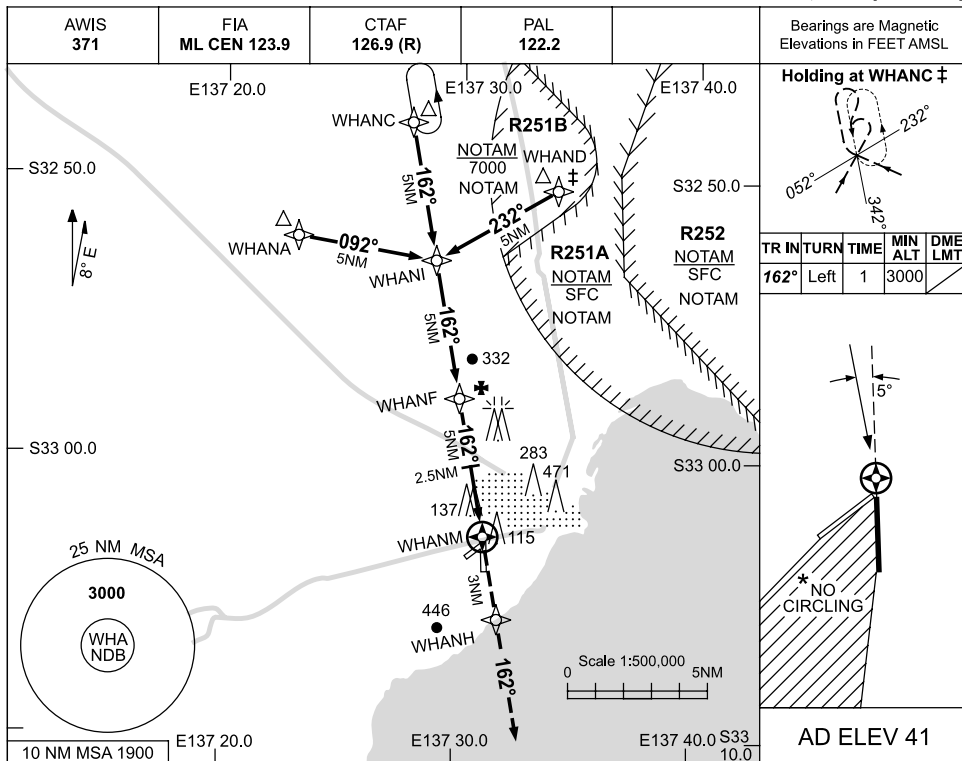 AWIS
371
FIA
ML CEN 123.9
CTAF
126.9 (R)
PAL
122.2
Bearings are Magnetic
Elevations in FEET AMSL
E137 20.0
E137 30.0
E137 40.0
WHANC
R251B
NOTAM
7000
NOTAM
WHAND
‡
S32 50.0
S32 50.0
162°
5NM
8° E
WHANA
092°
5NM
232°
5NM
WHANI
R251A
NOTAM
SFC
NOTAM
R252
NOTAM
SFC
NOTAM
162°
5NM
332
WHANF
162°
5NM
2.5NM
S33 00.0
S33 00.0
283
471
137
115
WHANM
3NM
446
WHANH
162°
25 NM MSA
3000
WHA
NDB
10 NM MSA 1900
Scale 1:500,000
0
5NM
E137 20.0
E137 30.0
E137 40.0
S33
10.0
Holding at WHANC ‡
232°
052°
342°
TR IN
TURN
TIME
MIN
ALT
DME
LMT
162°
Left
1
3000
5°
*NO
CIRCLING
AD ELEV 41